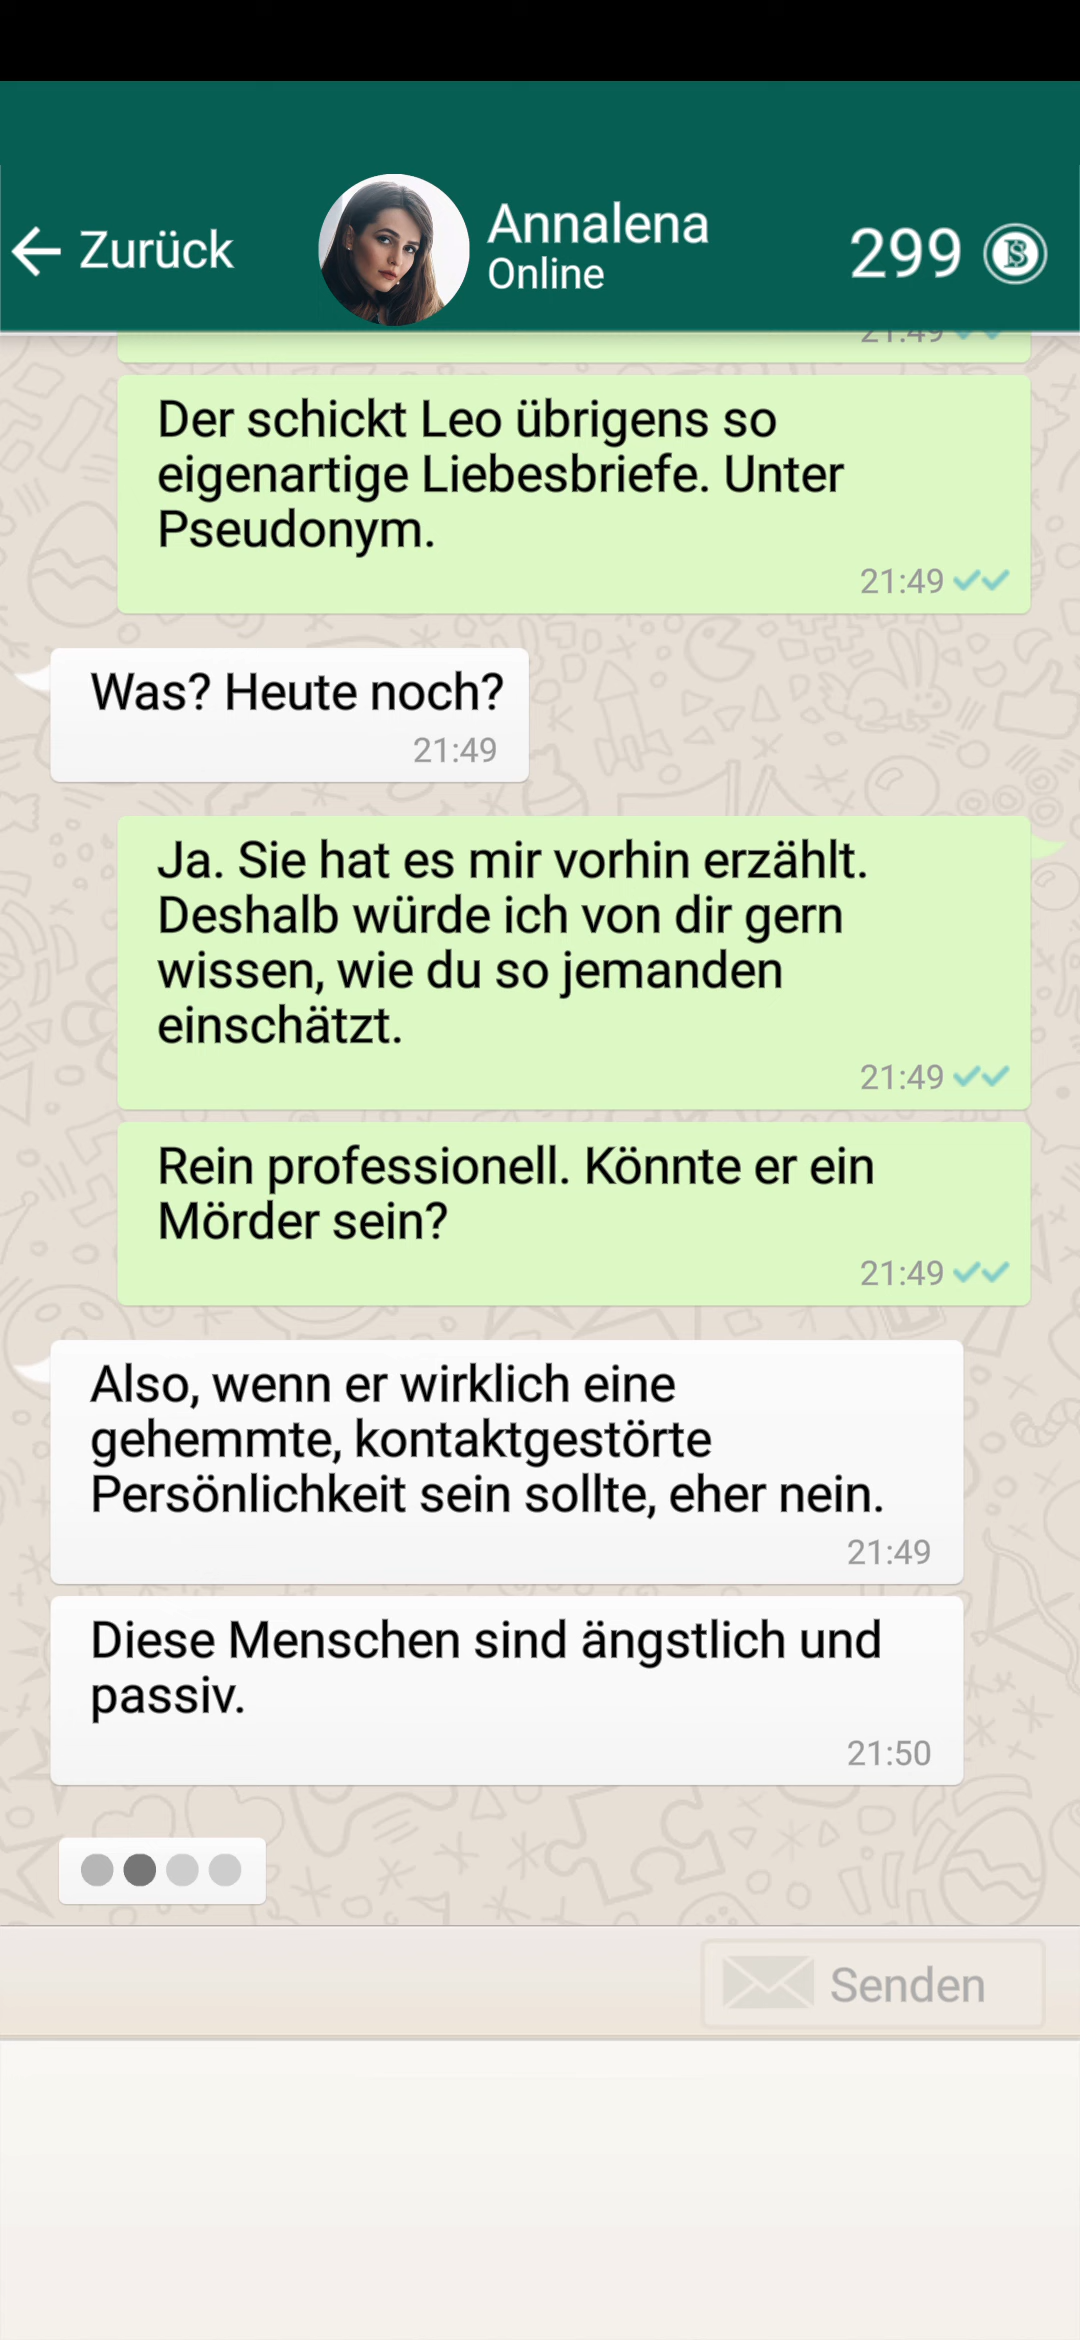 Zurück
Annalena
Online
299
21:49
Der schickt Leo übrigens so
eigenartige Liebesbriefe. Unter
Pseudonym.
21:49
Was? Heute noch?
21:49
Ja. Sie hat es mir vorhin erzählt.
Deshalb würde ich von dir gern
wissen, wie du so jemanden
einschätzt.
21:49
Rein professionell. Könnte er ein
Mörder sein?
21:49
Also, wenn er wirklich eine
gehemmte, kontaktgestörte
Persönlichkeit sein sollte, eher nein.
21:49
Diese Menschen sind ängstlich und
passiv.
21:50
Senden